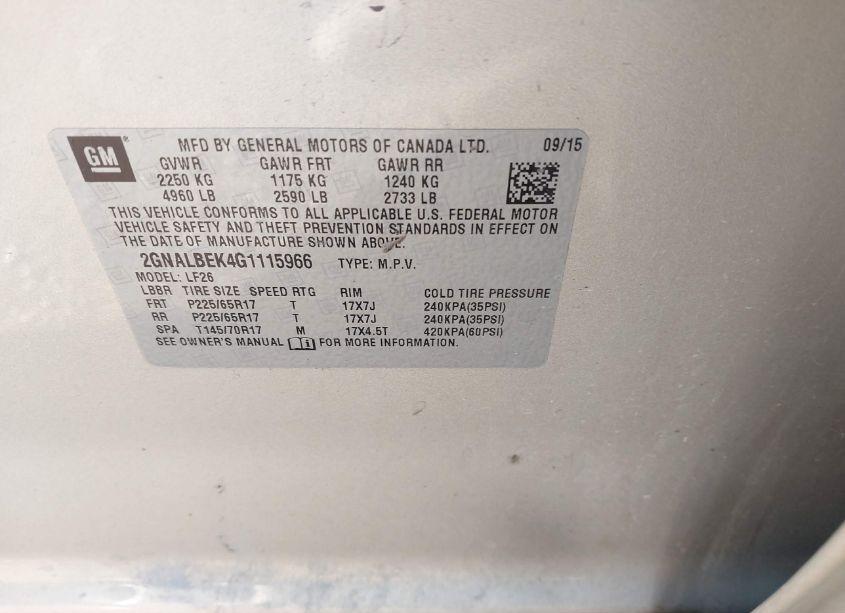 GM® MFD BY GENERAL MOTORS OF CANADA LTD. 09/15
GVWR GAWR FRT GAWR RR
2250 KG 1175 KG 1240 KG
4960 LB 2590 LB 2733 LB
THIS VEHICLE CONFORMS TO ALL APPLICABLE U.S. FEDERAL MOTOR
VEHICLE SAFETY AND THEFT PREVENTION STANDARDS IN EFFECT ON
THE DATE OF MANUFACTURE SHOWN ABOVE.
2GNALBEK4G1115966 TYPE: M.P.V.
MODEL: LF26
LBBR TIRE SIZE SPEED RTG RIM COLD TIRE PRESSURE
FRT P225/65R17 T 17X7J 240KPA(35PSI)
RR P225/65R17 T 17X7J 240KPA(35PSI)
SPA T145/70R17 M 17X4.5T 420KPA(60PSI)
SEE OWNER'S MANUAL FOR MORE INFORMATION.